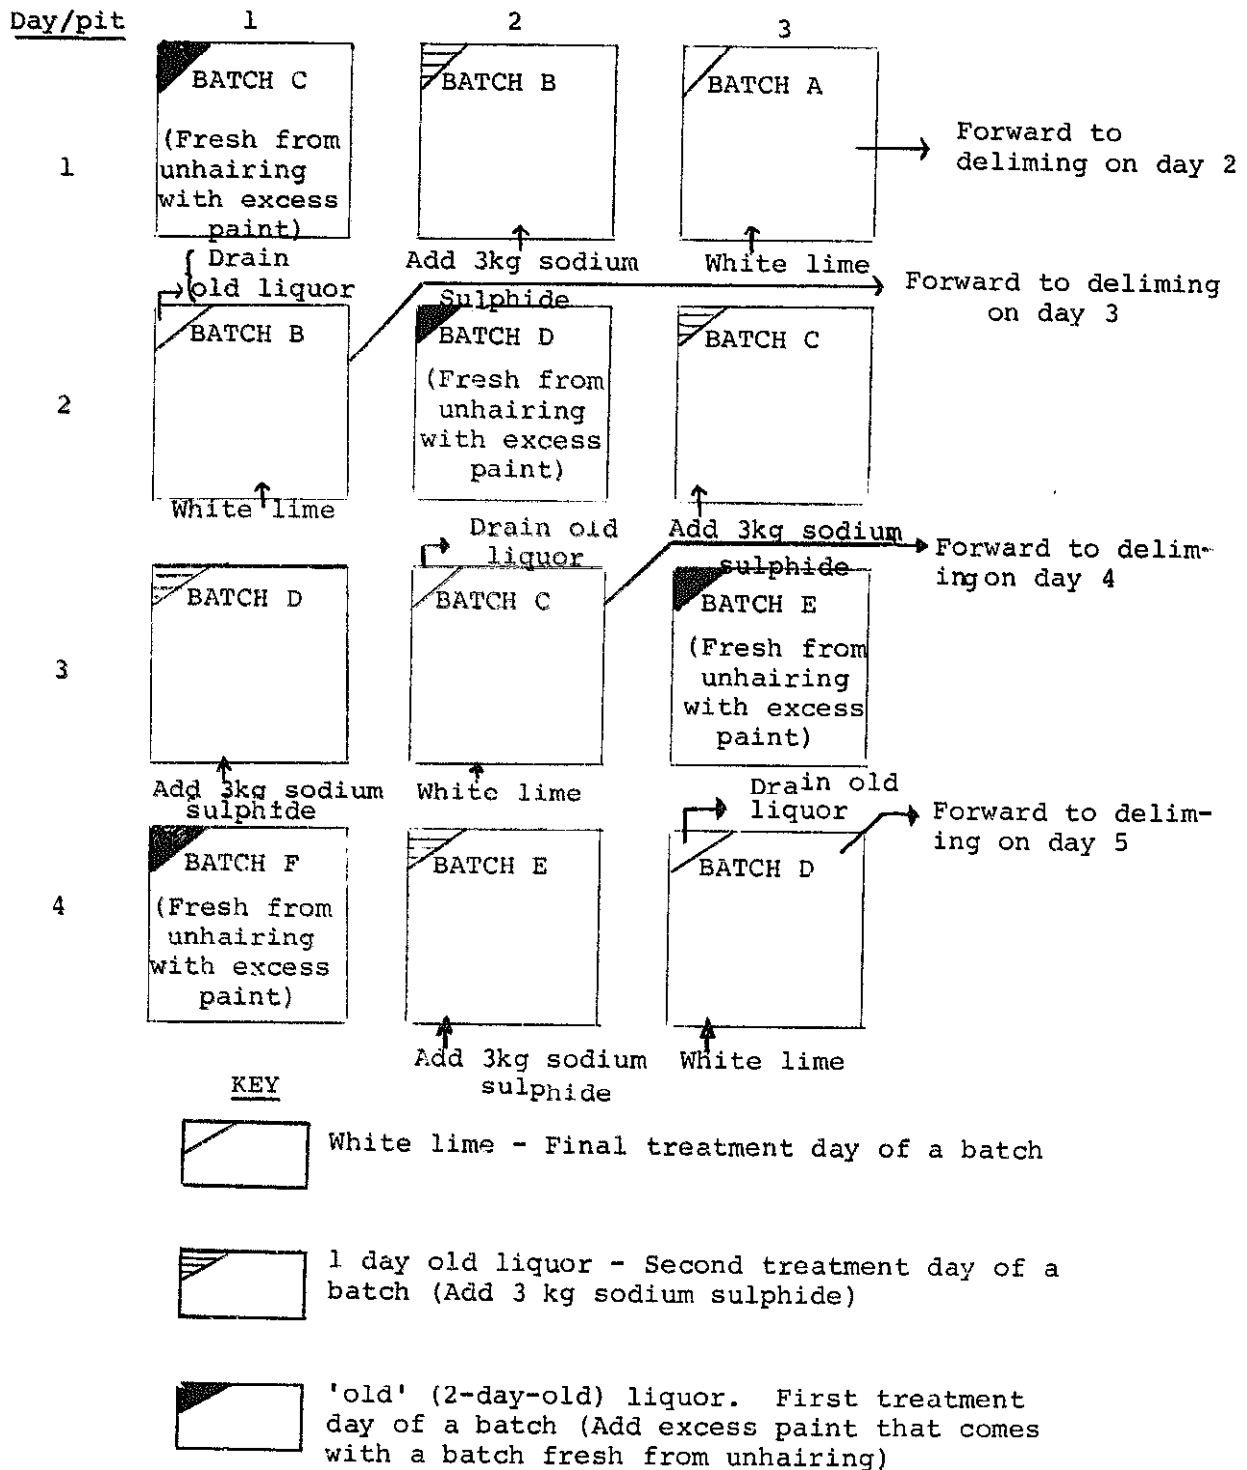 Day/pit 1 2 3
1
BATCH C
(Fresh from
unhairing
with excess
paint)
BATCH B
BATCH A
Forward to
deliming on day 2
Drain
old liquor
Add 3kg sodium
Sulphide
White lime
Forward to deliming
on day 3
2
BATCH B
BATCH D
(Fresh from
unhairing
with excess
paint)
BATCH C
White lime
Drain old
liquor
Add 3kg sodium
sulphide
Forward to delim-
ing on day 4
3
BATCH D
BATCH C
BATCH E
(Fresh from
unhairing
with excess
paint)
Add 3kg sodium
sulphide
White lime
Drain old
liquor
Forward to delim-
ing on day 5
4
BATCH F
(Fresh from
unhairing
with excess
paint)
BATCH E
BATCH D
Add 3kg sodium
sulphide
White lime
KEY
White lime - Final treatment day of a batch
1 day old liquor - Second treatment day of a
batch (Add 3 kg sodium sulphide)
'old' (2-day-old) liquor. First treatment
day of a batch (Add excess paint that comes
with a batch fresh from unhairing)